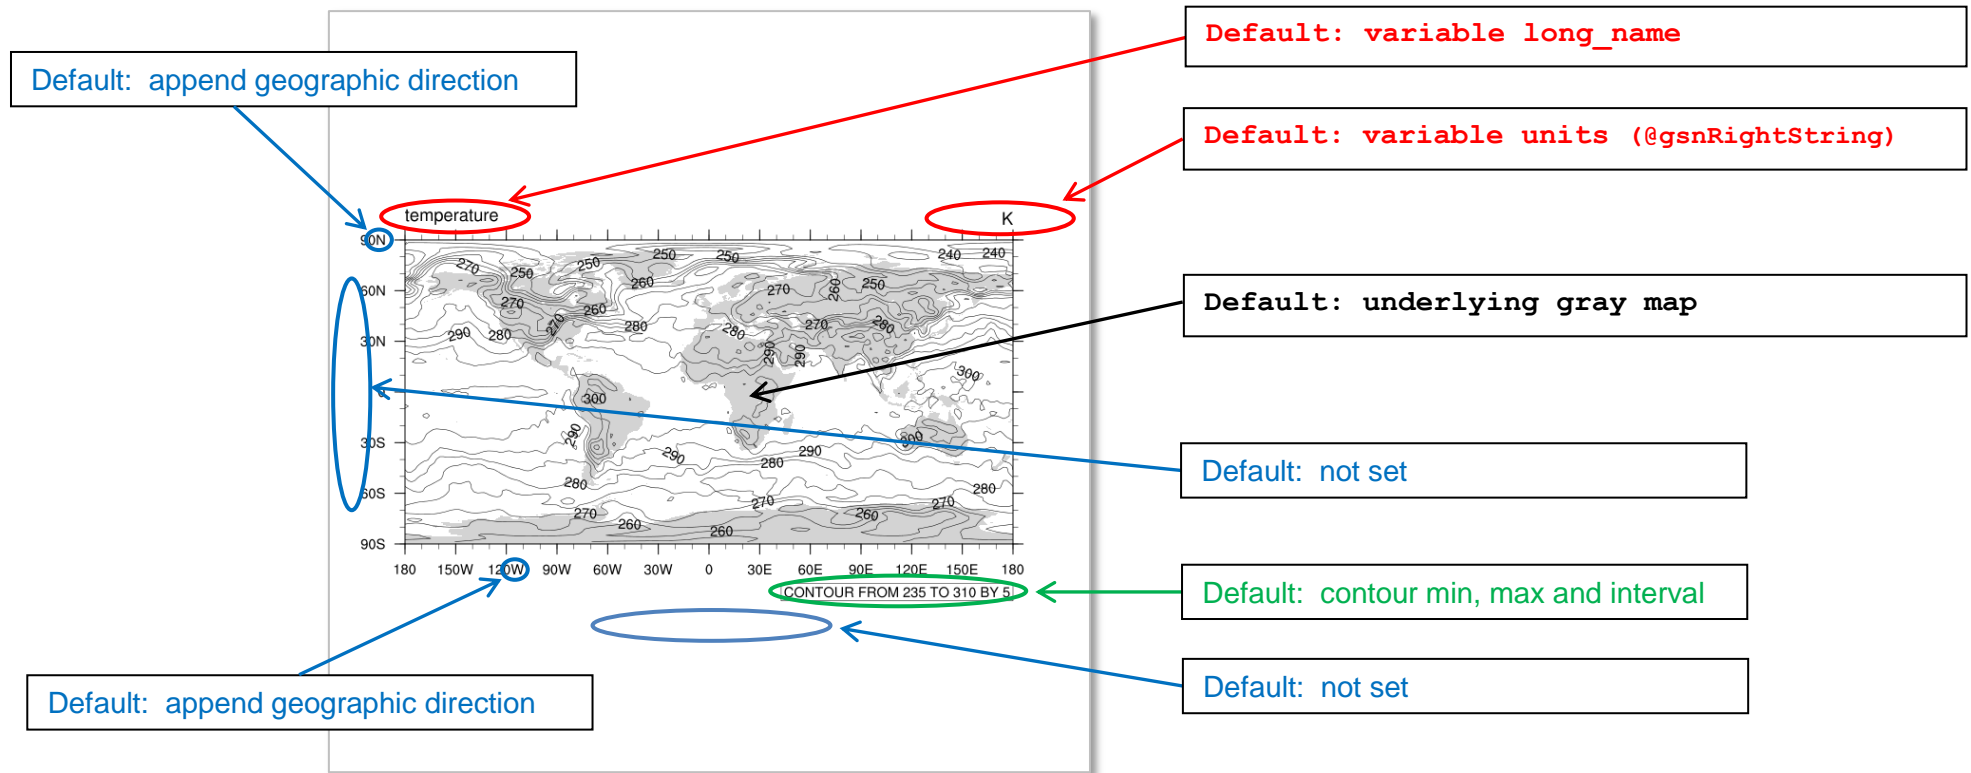 Default: variable long_name
Default: append geographic direction
Default: variable units (@gsnRightString)
temperature
K
90N
250 250 240 240
270 250 250
260 270 260 250
60N
270 260
270 280 280 270 280
290 280
30N
290 290
Default: underlying gray map
300
300
0
290 300
30S
290 290
280
280 280
60S
270 270
270 260
260 260
90S
180 150W 120W 90W 60W 30W 0 30E 60E 90E 120E 150E 180
CONTOUR FROM 235 TO 310 BY 5
Default: not set
Default: contour min, max and interval
Default: not set
Default: append geographic direction